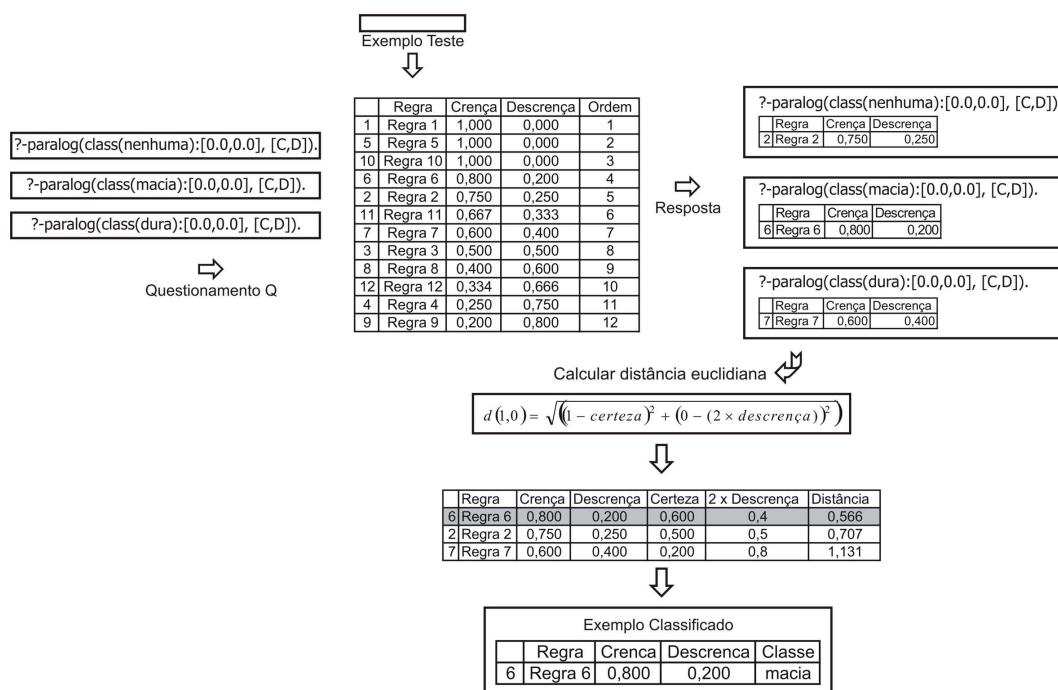 Exemplo Teste
?-paralog(class(nenhuma):[0.0,0.0], [C,D]).
?-paralog(class(macia):[0.0,0.0], [C,D]).
?-paralog(class(dura):[0.0,0.0], [C,D]).
Questionamento Q
Regra Crença Descrença Ordem
1 Regra 1 1,000 0,000 1
5 Regra 5 1,000 0,000 2
10 Regra 10 1,000 0,000 3
6 Regra 6 0,800 0,200 4
2 Regra 2 0,750 0,250 5
11 Regra 11 0,667 0,333 6
7 Regra 7 0,600 0,400 7
3 Regra 3 0,500 0,500 8
8 Regra 8 0,400 0,600 9
12 Regra 12 0,334 0,666 10
4 Regra 4 0,250 0,750 11
9 Regra 9 0,200 0,800 12
Resposta
?-paralog(class(nenhuma):[0.0,0.0], [C,D])
Regra Crença Descrença
2 Regra 2 0,750 0,250
?-paralog(class(macia):[0.0,0.0], [C,D]).
Regra Crença Descrença
6 Regra 6 0,800 0,200
?-paralog(class(dura):[0.0,0.0], [C,D]).
Regra Crença Descrença
7 Regra 7 0,600 0,400
Calcular distância euclidiana
d(1,0) = √((1 − certeza)² + (0 − (2 × descrença))²)
Regra Crença Descrença Certeza 2 x Descrença Distância
6 Regra 6 0,800 0,200 0,600 0,4 0,566
2 Regra 2 0,750 0,250 0,500 0,5 0,707
7 Regra 7 0,600 0,400 0,200 0,8 1,131
Exemplo Classificado
Regra Crenca Descrenca Classe
6 Regra 6 0,800 0,200 macia